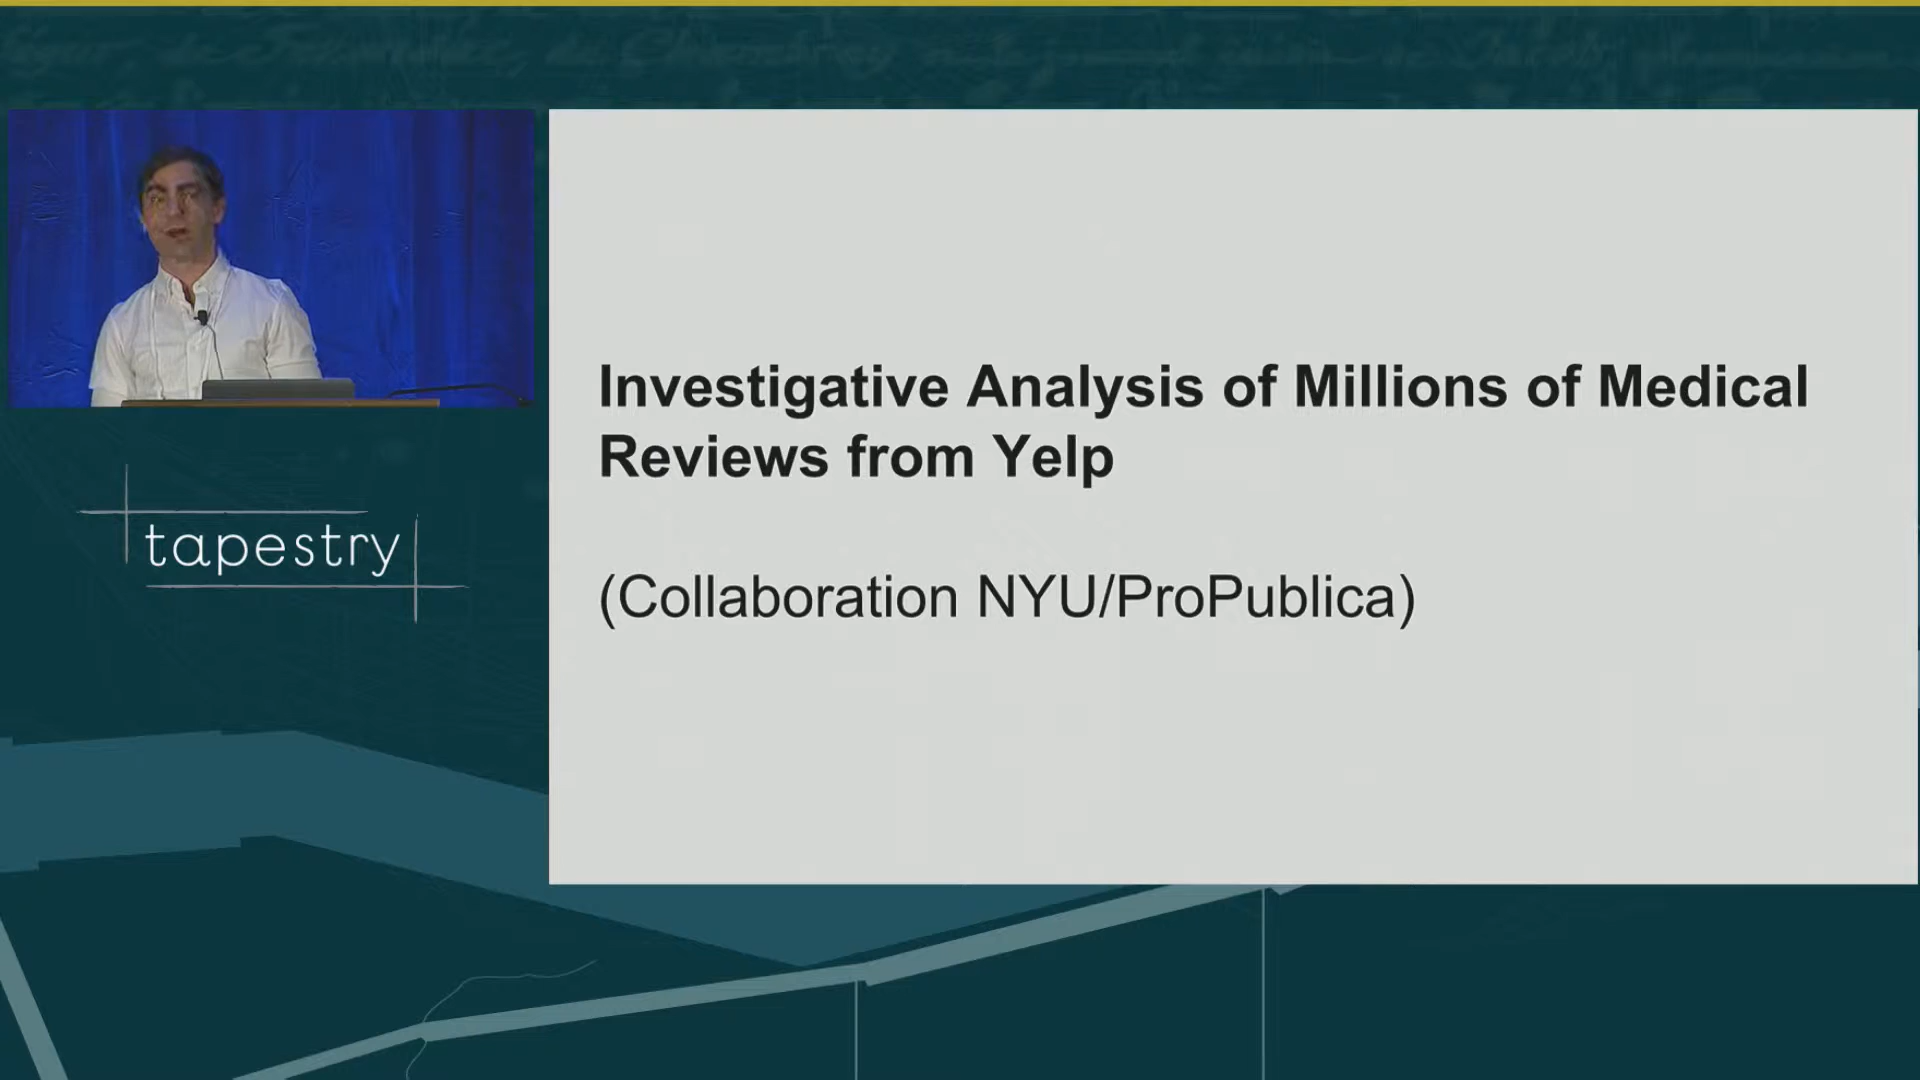 tapestry
Investigative Analysis of Millions of Medical
Reviews from Yelp
(Collaboration NYU/ProPublica)